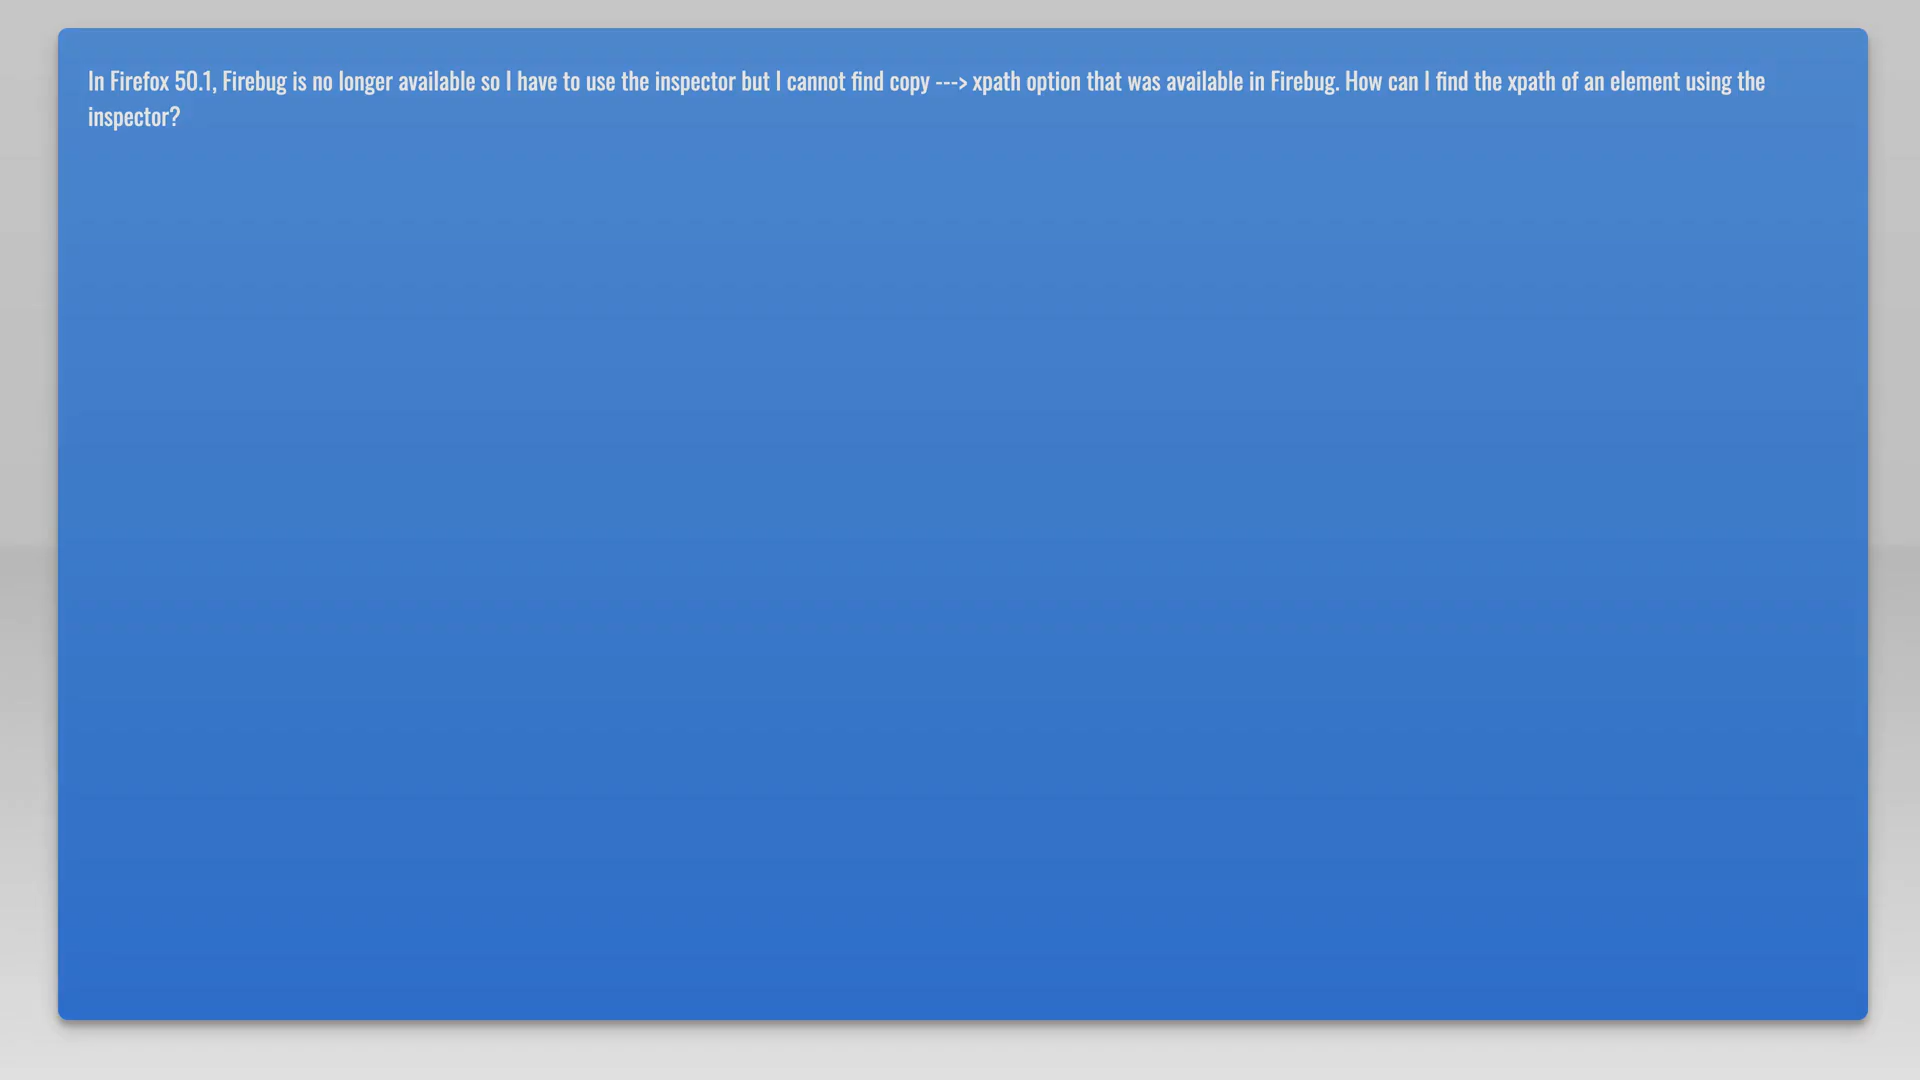 In Firefox 50.1, Firebug is no longer available so I have to use the inspector but I cannot find copy ---> xpath option that was available in Firebug. How can I find the xpath of an element using the
inspector?